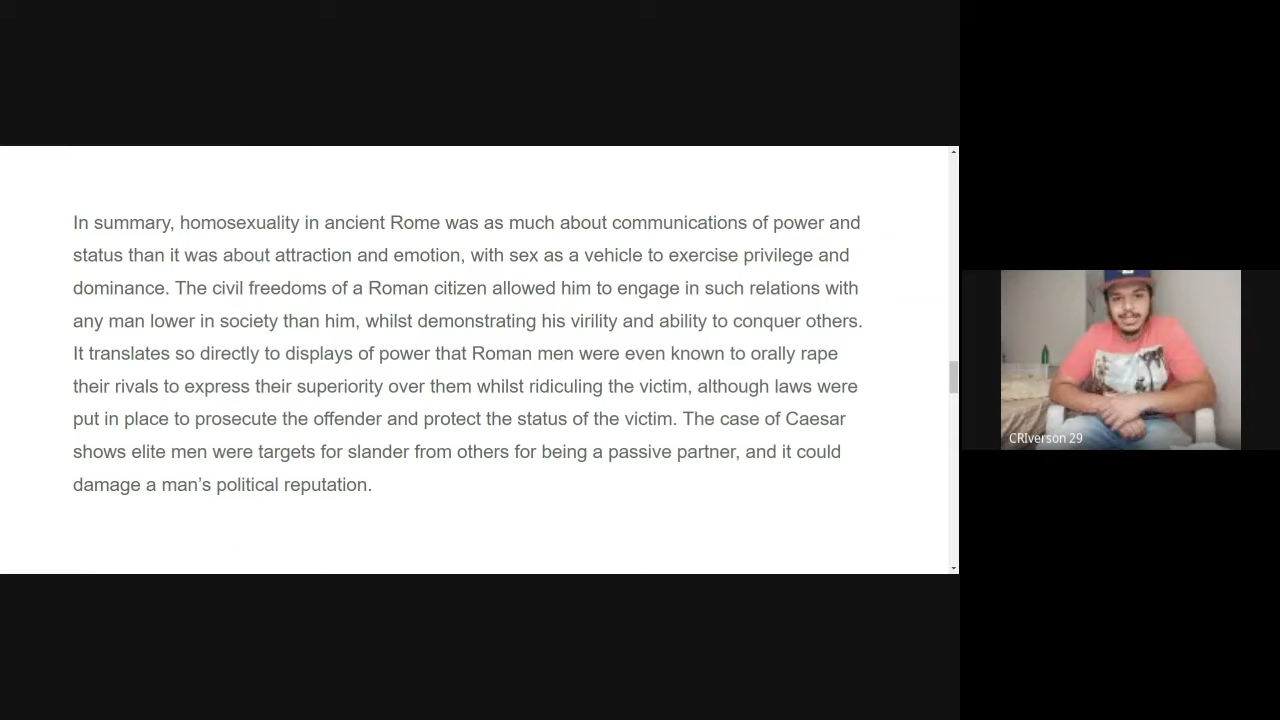 In summary, homosexuality in ancient Rome was as much about communications of power and
status than it was about attraction and emotion, with sex as a vehicle to exercise privilege and
dominance. The civil freedoms of a Roman citizen allowed him to engage in such relations with
any man lower in society than him, whilst demonstrating his virility and ability to conquer others.
It translates so directly to displays of power that Roman men were even known to orally rape
their rivals to express their superiority over them whilst ridiculing the victim, although laws were
put in place to prosecute the offender and protect the status of the victim. The case of Caesar
shows elite men were targets for slander from others for being a passive partner, and it could
damage a man’s political reputation.
CRIverson 29